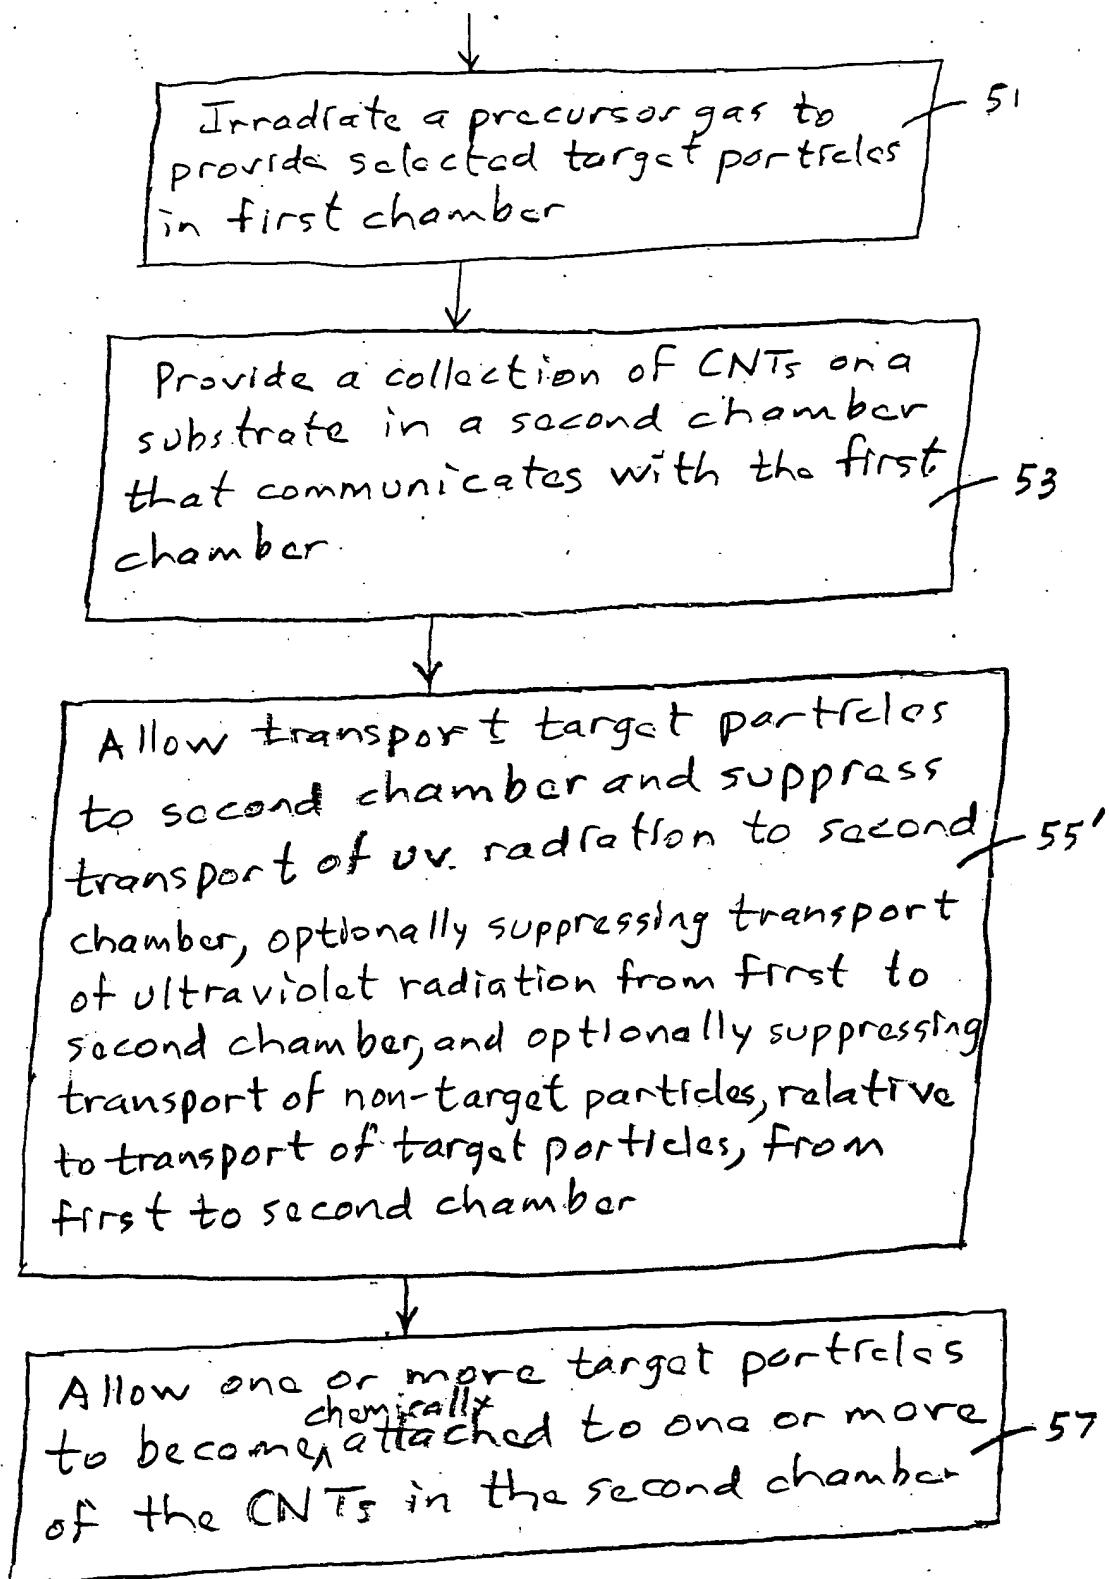 Irradiate a precursor gas to
provide selected target particles
in first chamber
51
Provide a collection of CNTs on a
substrate in a second chamber
that communicates with the first
chamber.
53
Allow transport target particles
to second chamber and suppress
transport of uv. radiation to second
chamber, optionally suppressing transport
of ultraviolet radiation from first to
second chamber, and optionally suppressing
transport of non-target particles, relative
to transport of target particles, from
first to second chamber
55'
Allow one or more target particles
chemically
to become attached to one or more
of the CNTs in the second chamber
57